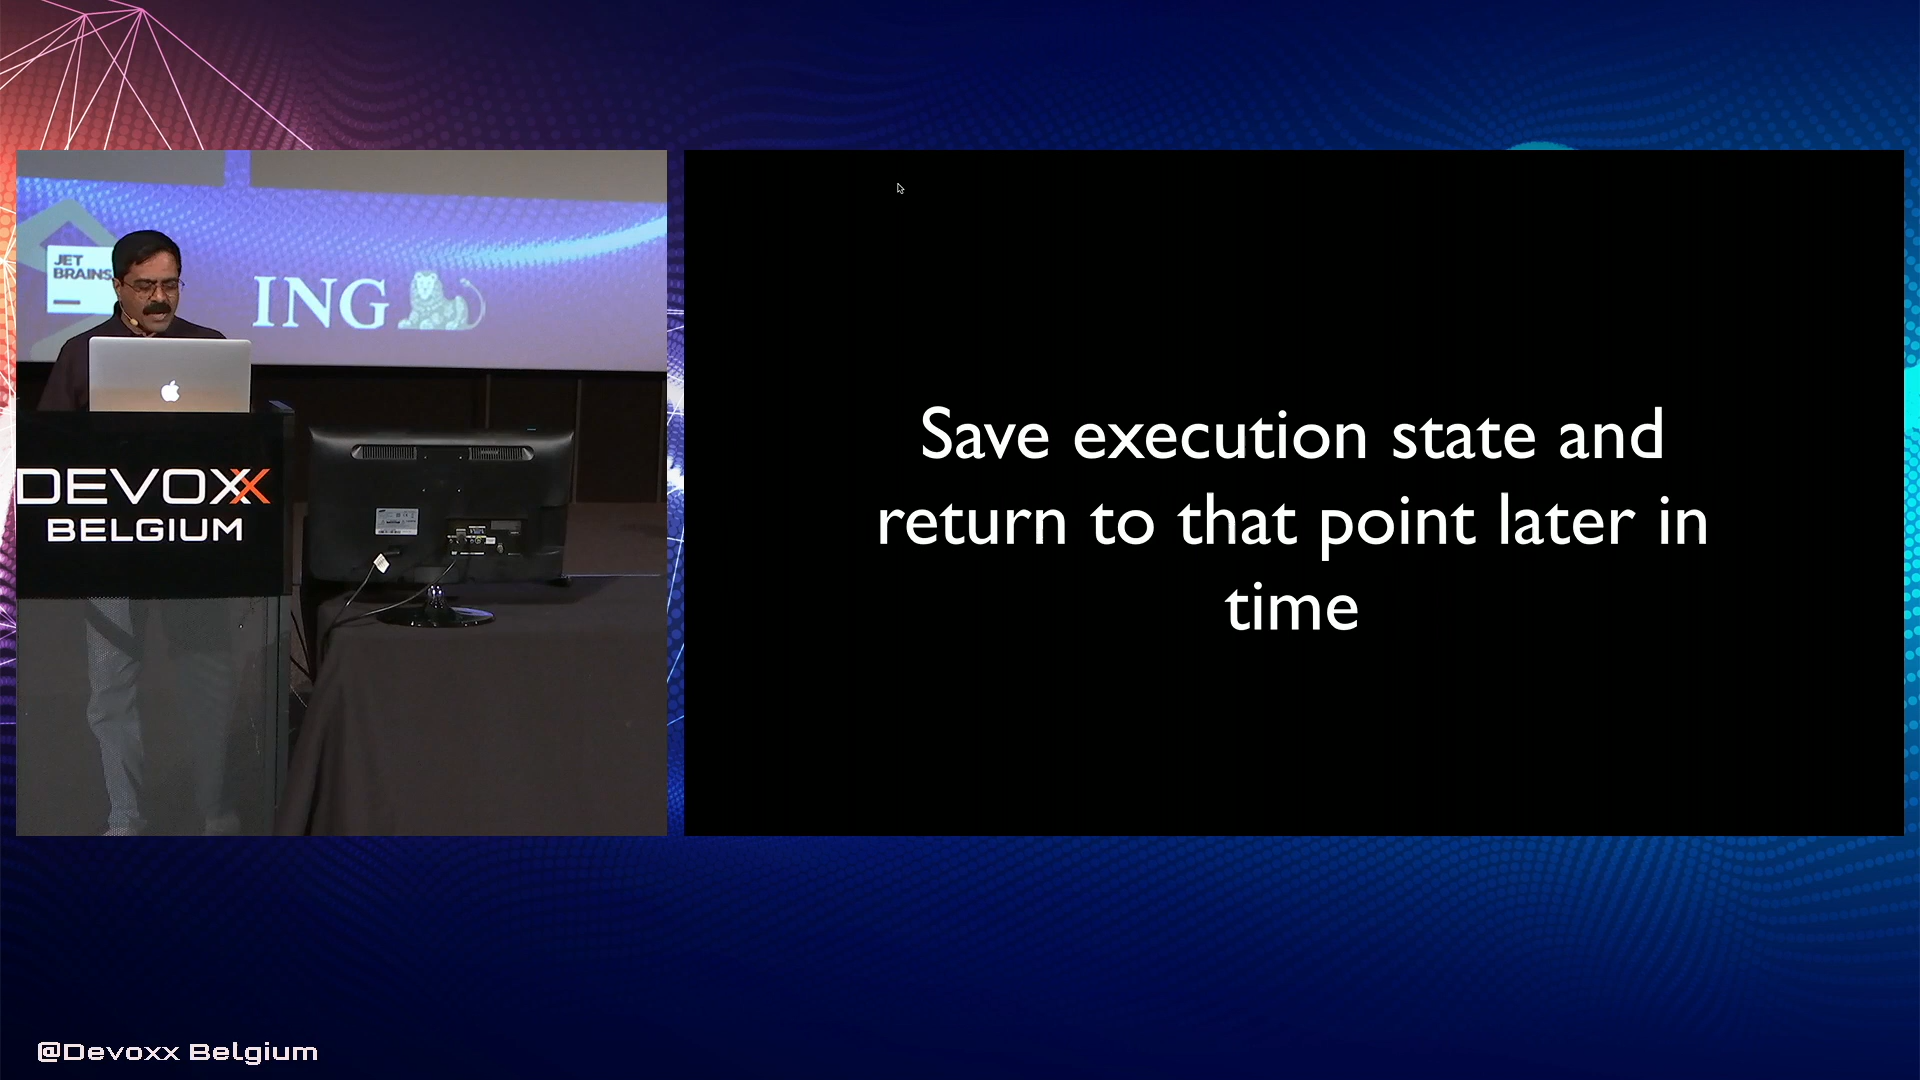 JET
BRAINS
ING
DEVOXX
BELGIUM
Save execution state and
return to that point later in
time
@Devoxx Belgium